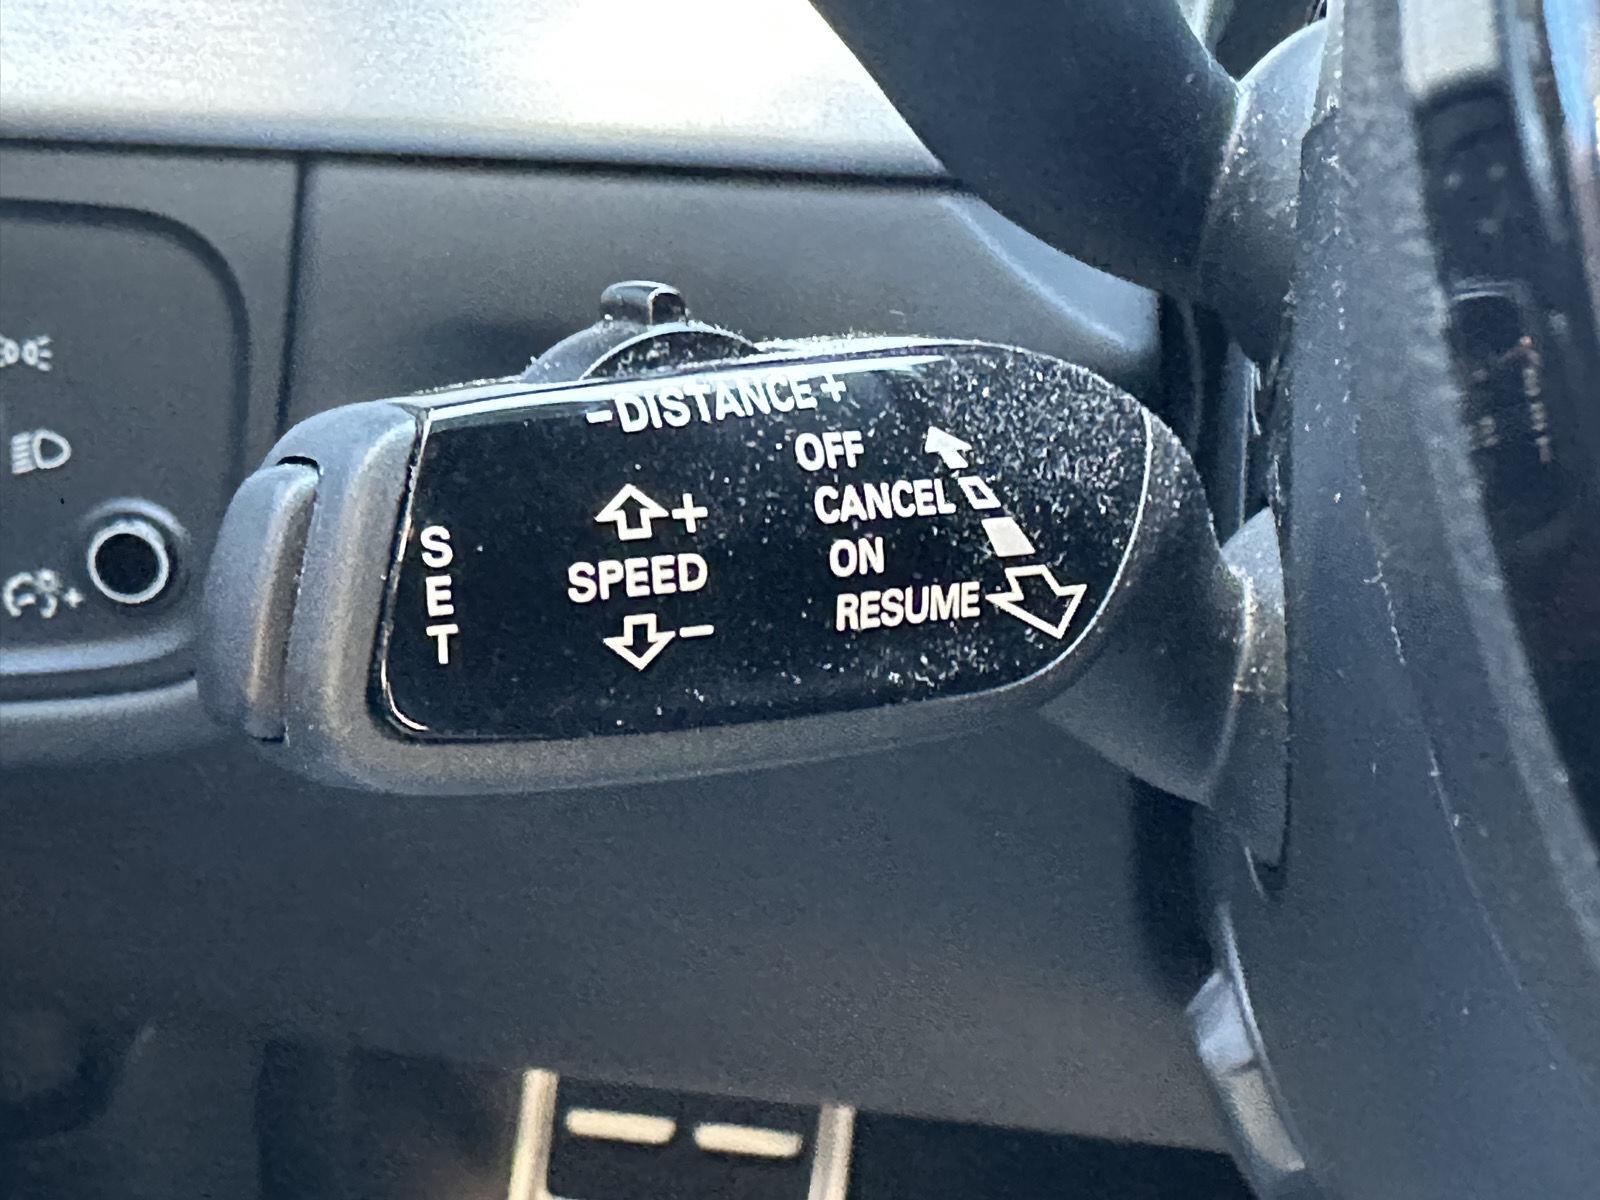 -DISTANCE+
OFF
CANCEL
ON
RESUME
+
SPEED
-
SET